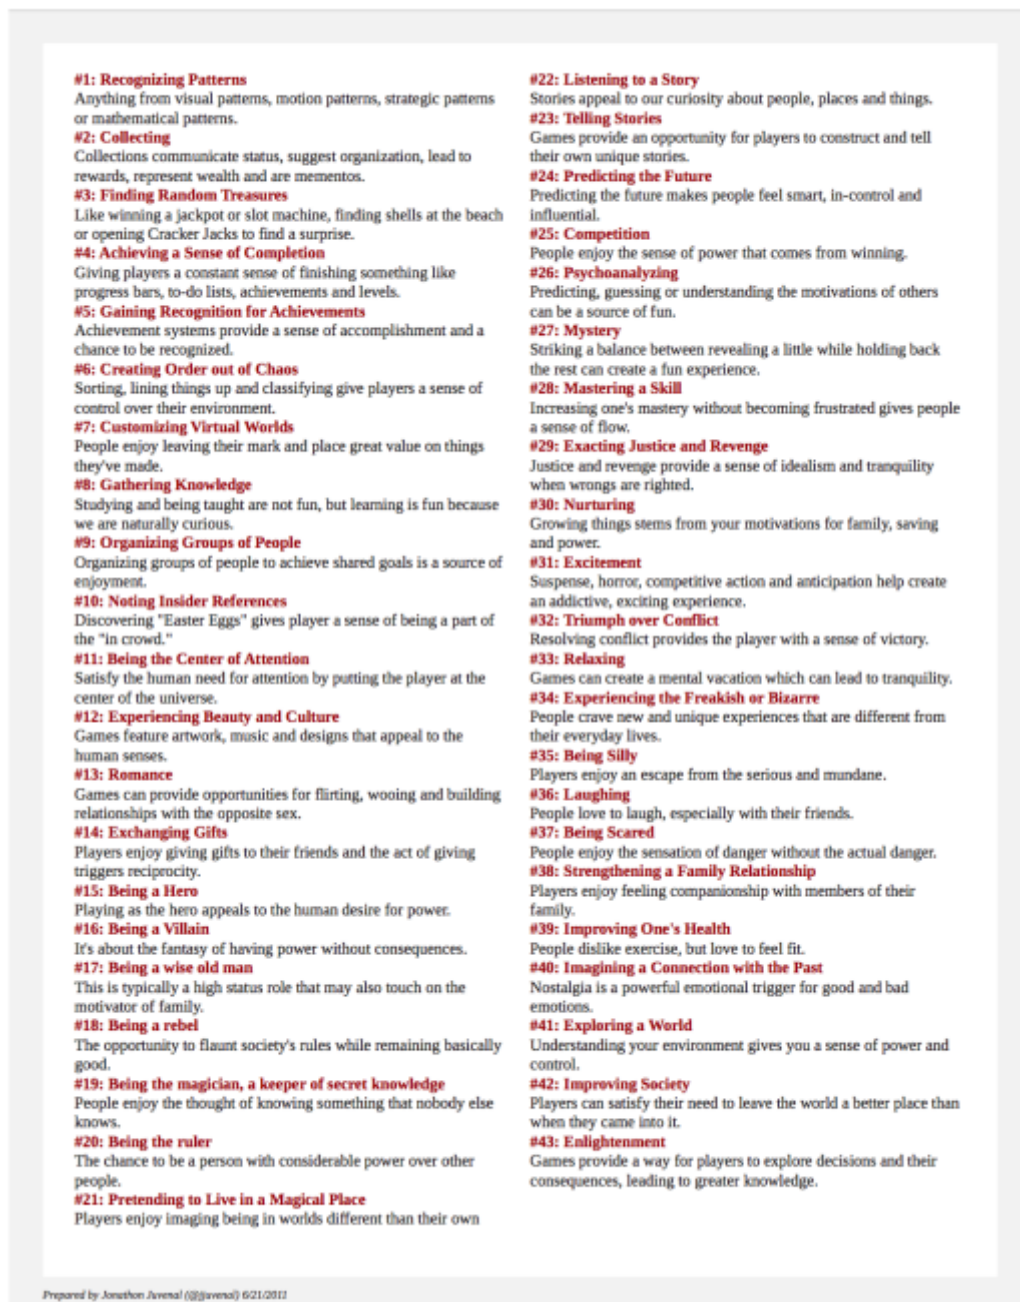 #1: Recognizing Patterns
Anything from visual patterns, motion patterns, strategic patterns
or mathematical patterns.
#2: Collecting
Collections communicate status, suggest organization, lead to
rewards, represent wealth and are mementos.
#3: Finding Random Treasures
Like winning a jackpot or slot machine, finding shells at the beach
or opening Cracker Jacks to find a surprise.
#4: Achieving a Sense of Completion
Giving players a constant sense of finishing something like
progress bars, to-do lists, achievements and levels.
#5: Gaining Recognition for Achievements
Achievement systems provide a sense of accomplishment and a
chance to be recognized.
#6: Creating Order out of Chaos
Sorting, lining things up and classifying give players a sense of
control over their environment.
#7: Customizing Virtual Worlds
People enjoy leaving their mark and place great value on things
they've made.
#8: Gathering Knowledge
Studying and being taught are not fun, but learning is fun because
we are naturally curious.
#9: Organizing Groups of People
Organizing groups of people to achieve shared goals is a source of
enjoyment.
#10: Noting Insider References
Discovering "Easter Eggs" gives player a sense of being a part of
the "in crowd."
#11: Being the Center of Attention
Satisfy the human need for attention by putting the player at the
center of the universe.
#12: Experiencing Beauty and Culture
Games feature artwork, music and designs that appeal to the
human senses.
#13: Romance
Games can provide opportunities for flirting, wooing and building
relationships with the opposite sex.
#14: Exchanging Gifts
Players enjoy giving gifts to their friends and the act of giving
triggers reciprocity.
#15: Being a Hero
Playing as the hero appeals to the human desire for power.
#16: Being a Villain
It's about the fantasy of having power without consequences.
#17: Being a wise old man
This is typically a high status role that may also touch on the
motivator of family.
#18: Being a rebel
The opportunity to flaunt society's rules while remaining basically
good.
#19: Being the magician, a keeper of secret knowledge
People enjoy the thought of knowing something that nobody else
knows.
#20: Being the ruler
The chance to be a person with considerable power over other
people.
#21: Pretending to Live in a Magical Place
Players enjoy imaging being in worlds different than their own
#22: Listening to a Story
Stories appeal to our curiosity about people, places and things.
#23: Telling Stories
Games provide an opportunity for players to construct and tell
their own unique stories.
#24: Predicting the Future
Predicting the future makes people feel smart, in-control and
influential.
#25: Competition
People enjoy the sense of power that comes from winning.
#26: Psychoanalyzing
Predicting, guessing or understanding the motivations of others
can be a source of fun.
#27: Mystery
Striking a balance between revealing a little while holding back
the rest can create a fun experience.
#28: Mastering a Skill
Increasing one's mastery without becoming frustrated gives people
a sense of flow.
#29: Exacting Justice and Revenge
Justice and revenge provide a sense of idealism and tranquility
when wrongs are righted.
#30: Nurturing
Growing things stems from your motivations for family, saving
and power.
#31: Excitement
Suspense, horror, competitive action and anticipation help create
an addictive, exciting experience.
#32: Triumph over Conflict
Resolving conflict provides the player with a sense of victory.
#33: Relaxing
Games can create a mental vacation which can lead to tranquility.
#34: Experiencing the Freakish or Bizarre
People crave new and unique experiences that are different from
their everyday lives.
#35: Being Silly
Players enjoy an escape from the serious and mundane.
#36: Laughing
People love to laugh, especially with their friends.
#37: Being Scared
People enjoy the sensation of danger without the actual danger.
#38: Strengthening a Family Relationship
Players enjoy feeling companionship with members of their
family.
#39: Improving One's Health
People dislike exercise, but love to feel fit.
#40: Imagining a Connection with the Past
Nostalgia is a powerful emotional trigger for good and bad
emotions.
#41: Exploring a World
Understanding your environment gives you a sense of power and
control.
#42: Improving Society
Players can satisfy their need to leave the world a better place than
when they came into it.
#43: Enlightenment
Games provide a way for players to explore decisions and their
consequences, leading to greater knowledge.
Prepared by Jonathon Juvenal (@jjuvenal) 6/21/2011